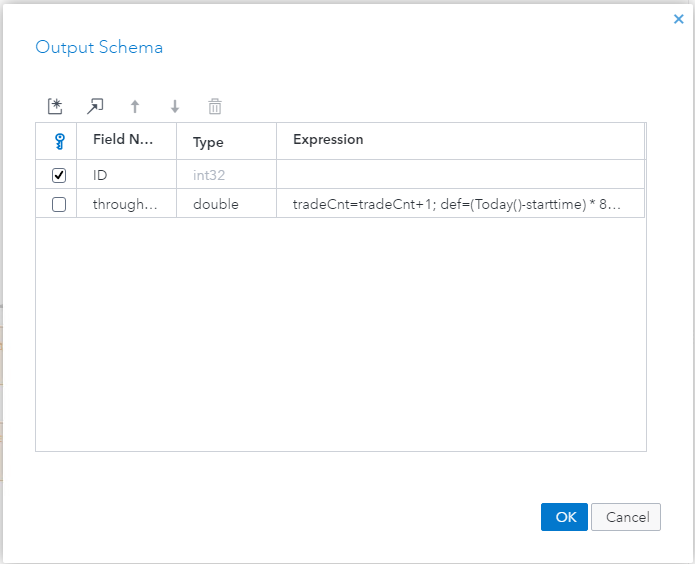 Output Schema
Field N... Type Expression
ID int32
through... double tradeCnt=tradeCnt+1; def=(Today()-starttime) * 8...
OK Cancel